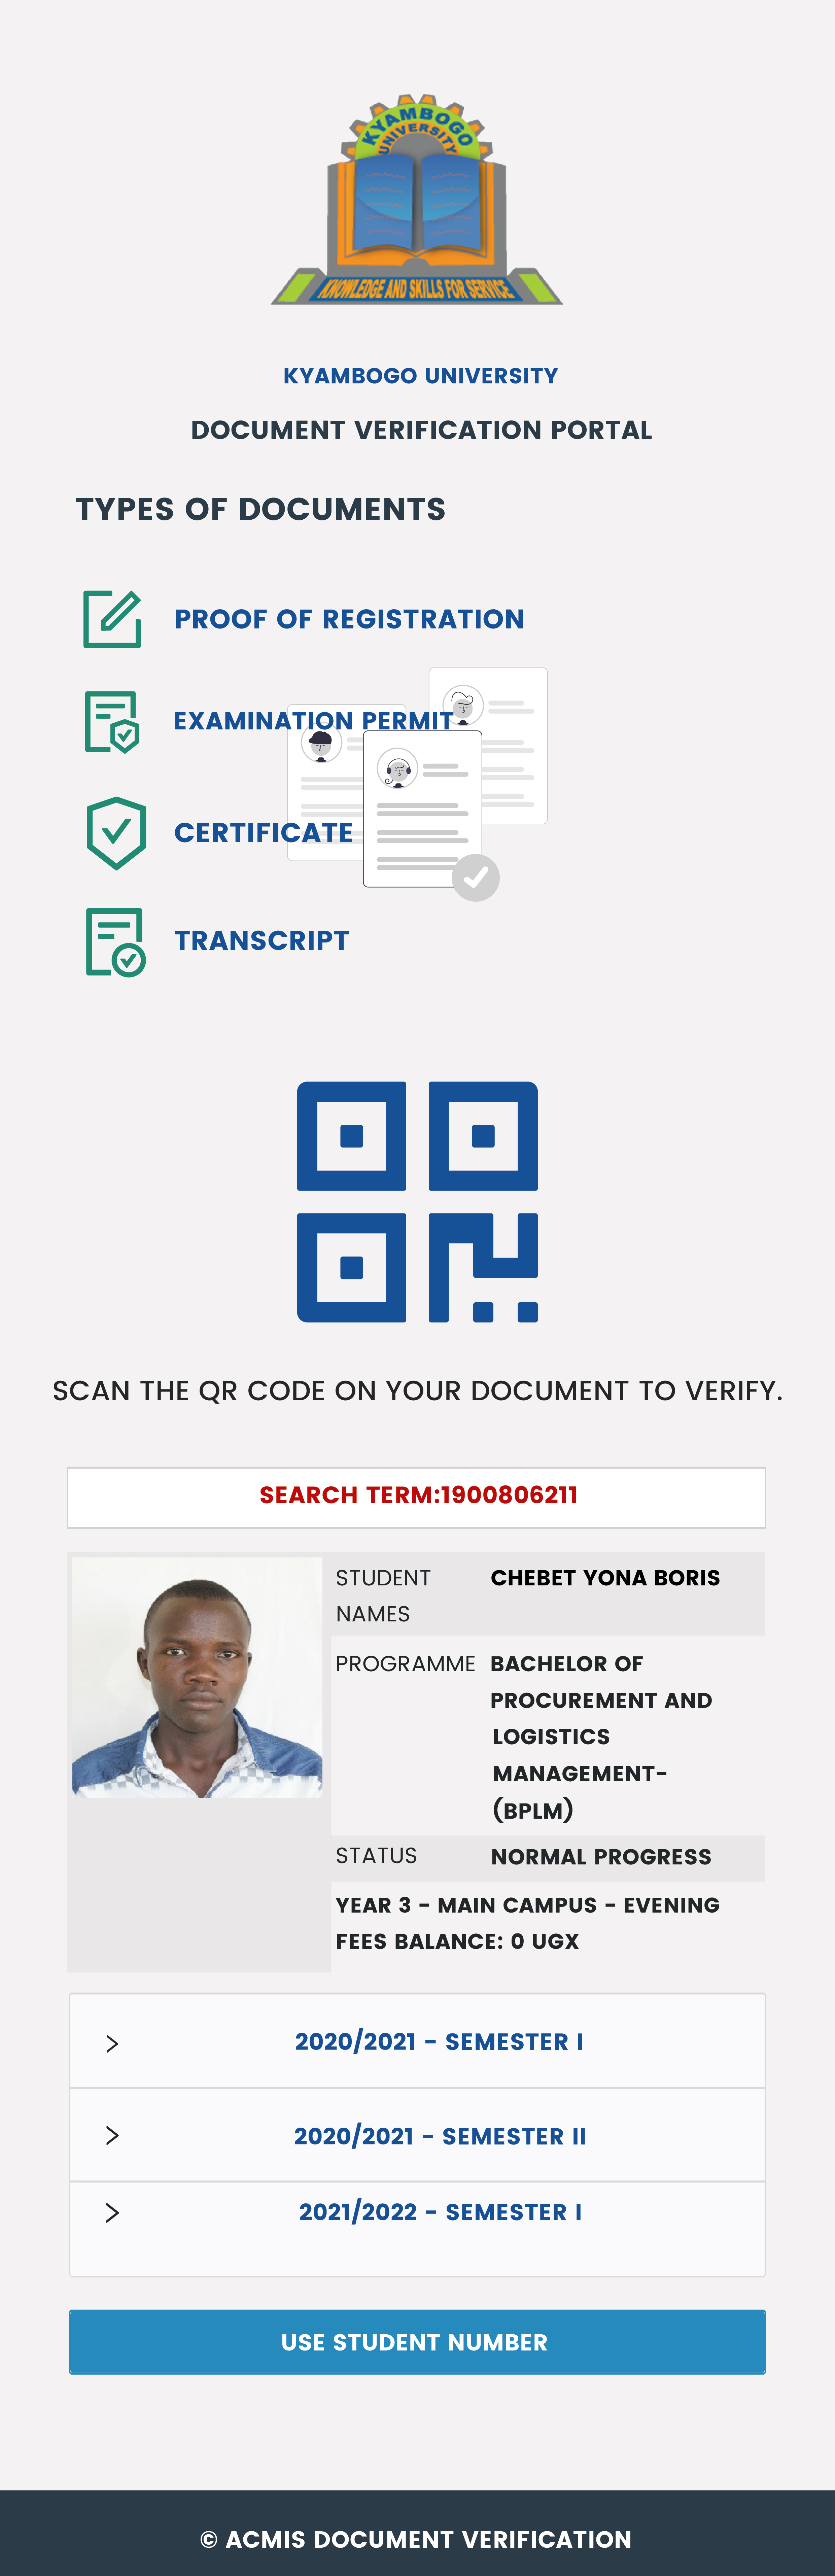 KYAMBOGO
UNIVERSITY
KNOWLEDGE AND SKILLS FOR SERVICE
KYAMBOGO UNIVERSITY
DOCUMENT VERIFICATION PORTAL
TYPES OF DOCUMENTS
PROOF OF REGISTRATION
EXAMINATION PERMIT
CERTIFICATE
TRANSCRIPT
SCAN THE QR CODE ON YOUR DOCUMENT TO VERIFY.
SEARCH TERM:1900806211
STUDENT NAMES CHEBET YONA BORIS
PROGRAMME BACHELOR OF
PROCUREMENT AND
LOGISTICS
MANAGEMENT-
(BPLM)
STATUS NORMAL PROGRESS
YEAR 3 - MAIN CAMPUS - EVENING
FEES BALANCE: 0 UGX
2020/2021 - SEMESTER I
2020/2021 - SEMESTER II
2021/2022 - SEMESTER I
USE STUDENT NUMBER
© ACMIS DOCUMENT VERIFICATION